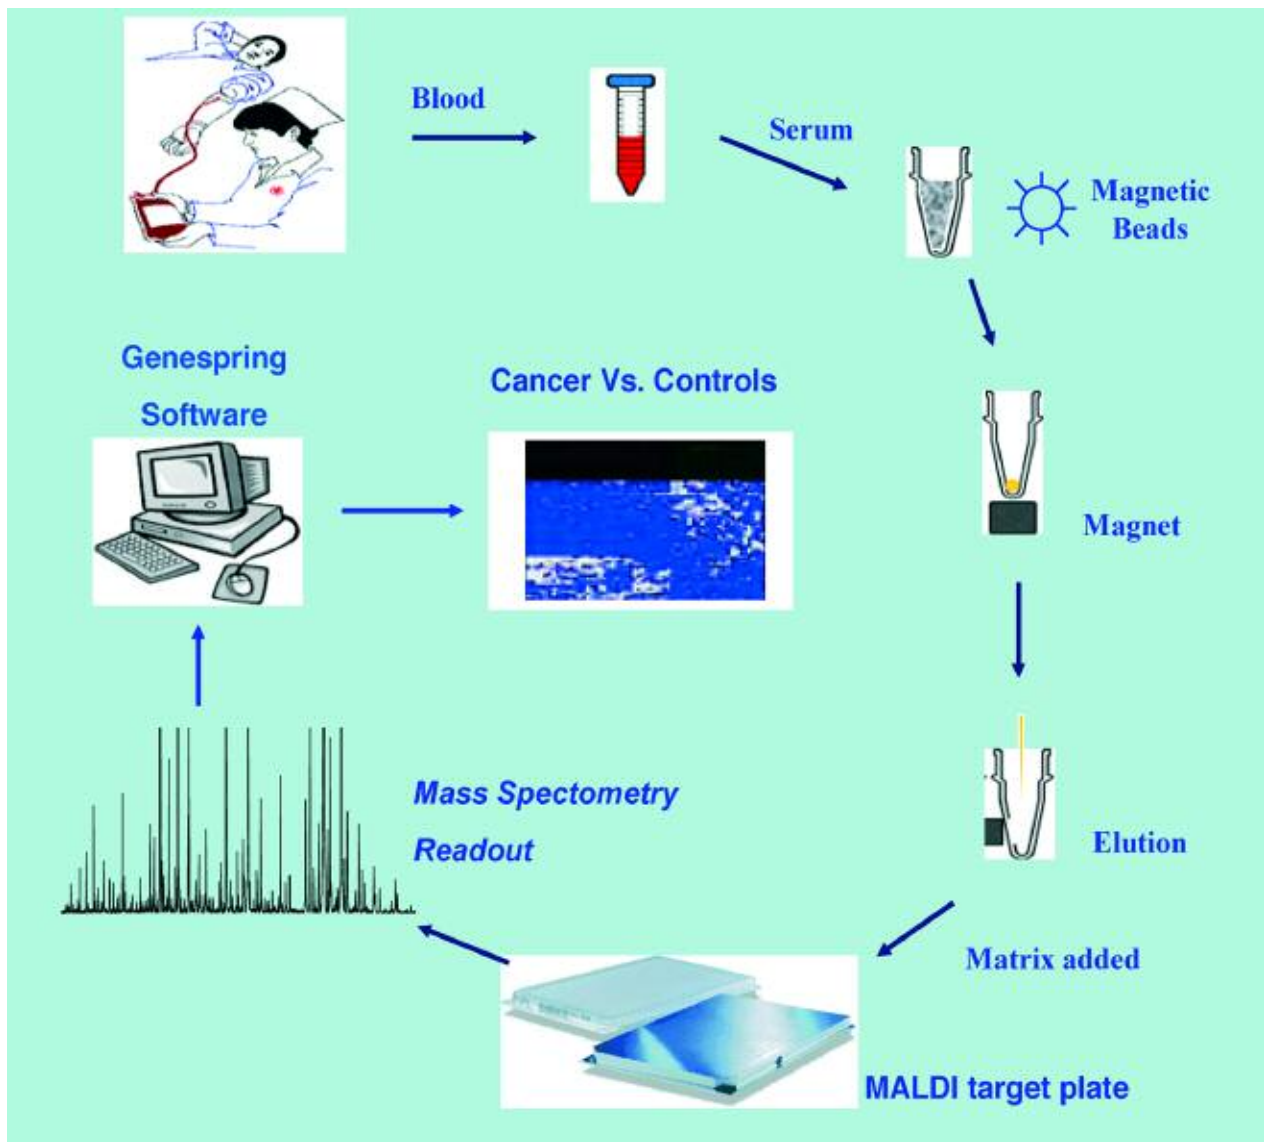 Blood
Serum
Magnetic
Beads
Magnet
Elution
Matrix added
MALDI target plate
Mass Spectometry
Readout
Genespring
Software
Cancer Vs. Controls